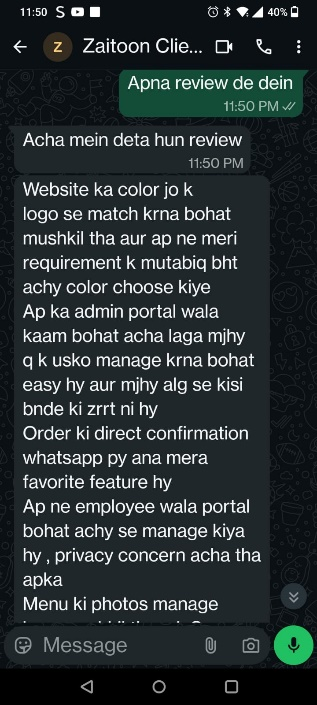 11:50
40%
Z
Zaitoon Clie...
Apna review de dein
11:50 PM
Acha mein deta hun review
11:50 PM
Website ka color jo k
logo se match krna bohat
mushkil tha aur ap ne meri
requirement k mutabiq bht
achy color choose kiye
Ap ka admin portal wala
kaam bohat acha laga mjhy
q k usko manage krna bohat
easy hy aur mjhy alg se kisi
bnde ki zrrt ni hy
Order ki direct confirmation
whatsapp py ana mera
favorite feature hy
Ap ne employee wala portal
bohat achy se manage kiya
hy , privacy concern acha tha
apka
Menu ki photos manage
Message